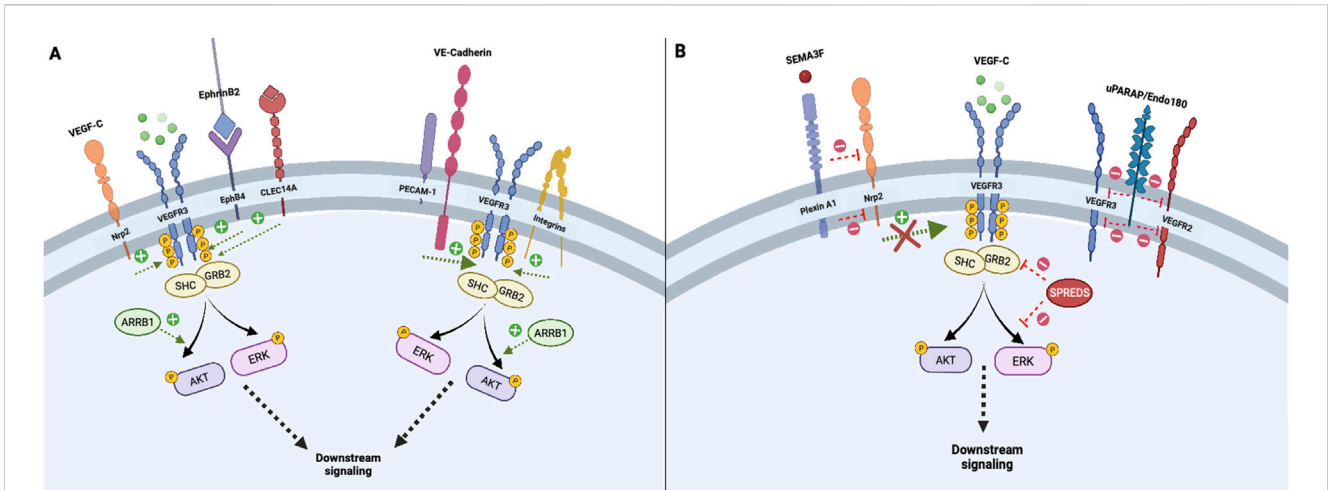 A
VEGF-C
EphrinB2
VE-Cadherin
PECAM-1
CLEC14A
EphB4
VEGFR3
Nrp2
VEGFR3
Integrins
P
P
P
P
P
P
P
P
P
P
P
P
+
+
+
+
+
SHC
GRB2
SHC
GRB2
ARRB1
+
+
ARRB1
P
ERK
P
AKT
P
ERK
P
AKT
Downstream
signaling
B
SEMA3F
VEGF-C
uPARAP/Endo180
Plexin A1
Nrp2
VEGFR3
VEGFR3
VEGFR2
+
P
P
P
P
P
P
SHC
GRB2
SPREDS
P
AKT
P
ERK
Downstream
signaling